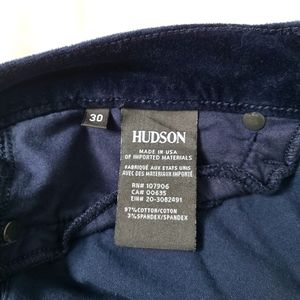 30
HUDSON
MADE IN USA
OF IMPORTED MATERIALS
FABRIQUÉ AUX ETATS UNIS
AVEC DES MATÉRIAUX IMPORTÉ
RN# 107906
CA# 00635
EIN# 20-3082491
97% COTTON/COTON
3% SPANDEX/SPANDEX